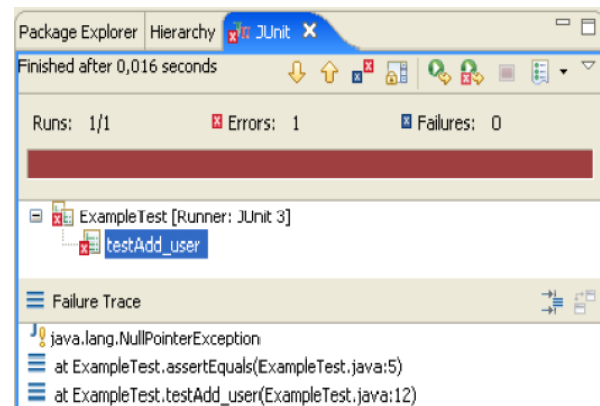 Package Explorer Hierarchy JUnit
Finished after 0,016 seconds
Runs: 1/1 Errors: 1 Failures: 0
ExampleTest [Runner: JUnit 3]
testAdd_user
Failure Trace
java.lang.NullPointerException
at ExampleTest.assertEquals(ExampleTest.java:5)
at ExampleTest.testAdd_user(ExampleTest.java:12)